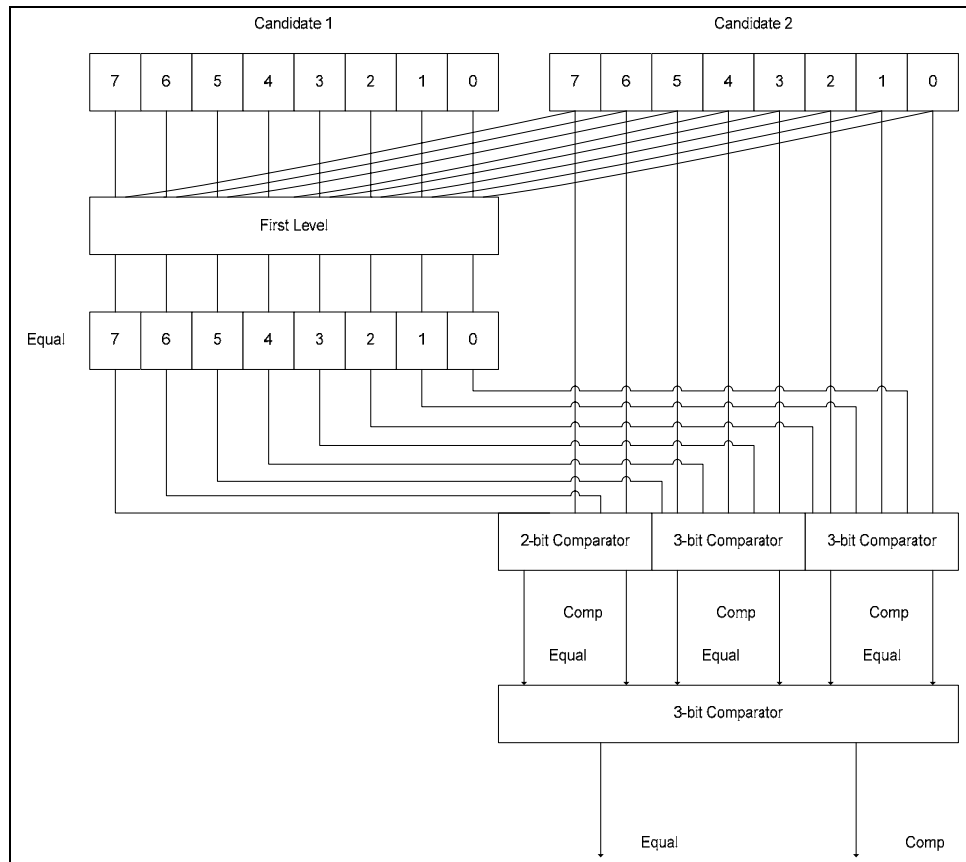 Candidate 1 Candidate 2
7 6 5 4 3 2 1 0 7 6 5 4 3 2 1 0
First Level
Equal 7 6 5 4 3 2 1 0
2-bit Comparator 3-bit Comparator 3-bit Comparator
Comp Comp Comp
Equal Equal Equal
3-bit Comparator
Equal Comp